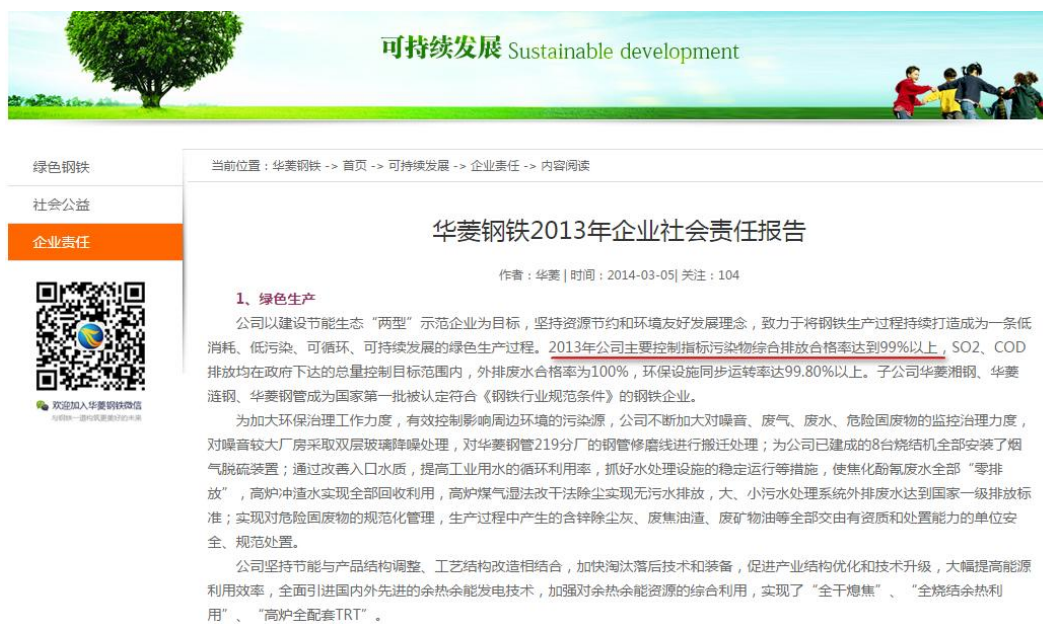 可持续发展 Sustainable development
绿色钢铁
社会公益
企业责任
欢迎加入华菱钢铁微信
与钢铁一道构筑更美好的未来
当前位置：华菱钢铁 -> 首页 -> 可持续发展 -> 企业责任 -> 内容阅读
华菱钢铁2013年企业社会责任报告
作者：华菱 | 时间：2014-03-05| 关注：104
1、绿色生产
公司以建设节能生态“两型”示范企业为目标，坚持资源节约和环境友好发展理念，致力于将钢铁生产过程持续打造成为一条低
消耗、低污染、可循环、可持续发展的绿色生产过程。2013年公司主要控制指标污染物综合排放合格率达到99%以上，SO2、COD
排放均在政府下达的总量控制目标范围内，外排废水合格率为100%，环保设施同步运转率达99.80%以上。子公司华菱湘钢、华菱
涟钢、华菱钢管成为国家第一批被认定符合《钢铁行业规范条件》的钢铁企业。
为加大环保治理工作力度，有效控制影响周边环境的污染源，公司不断加大对噪音、废气、废水、危险固废物的监控治理力度，
对噪音较大厂房采取双层玻璃降噪处理，对华菱钢管219分厂的钢管修磨线进行搬迁处理；为公司已建成的8台烧结机全部安装了烟
气脱硫装置；通过改善入口水质，提高工业用水的循环利用率，抓好水处理设施的稳定运行等措施，使焦化酚氰废水全部“零排
放”，高炉冲渣水实现全部回收利用，高炉煤气湿法改干法除尘实现无污水排放，大、小污水处理系统外排废水达到国家一级排放标
准；实现对危险固废物的规范化管理，生产过程中产生的含锌除尘灰、废焦油渣、废矿物油等全部交由有资质和处置能力的单位安
全、规范处置。
公司坚持节能与产品结构调整、工艺结构改造相结合，加快淘汰落后技术和装备，促进产业结构优化和技术升级，大幅提高能源
利用效率，全面引进国内外先进的余热余能发电技术，加强对余热余能资源的综合利用，实现了“全干熄焦”、“全烧结余热利
用”、“高炉全配套TRT”。